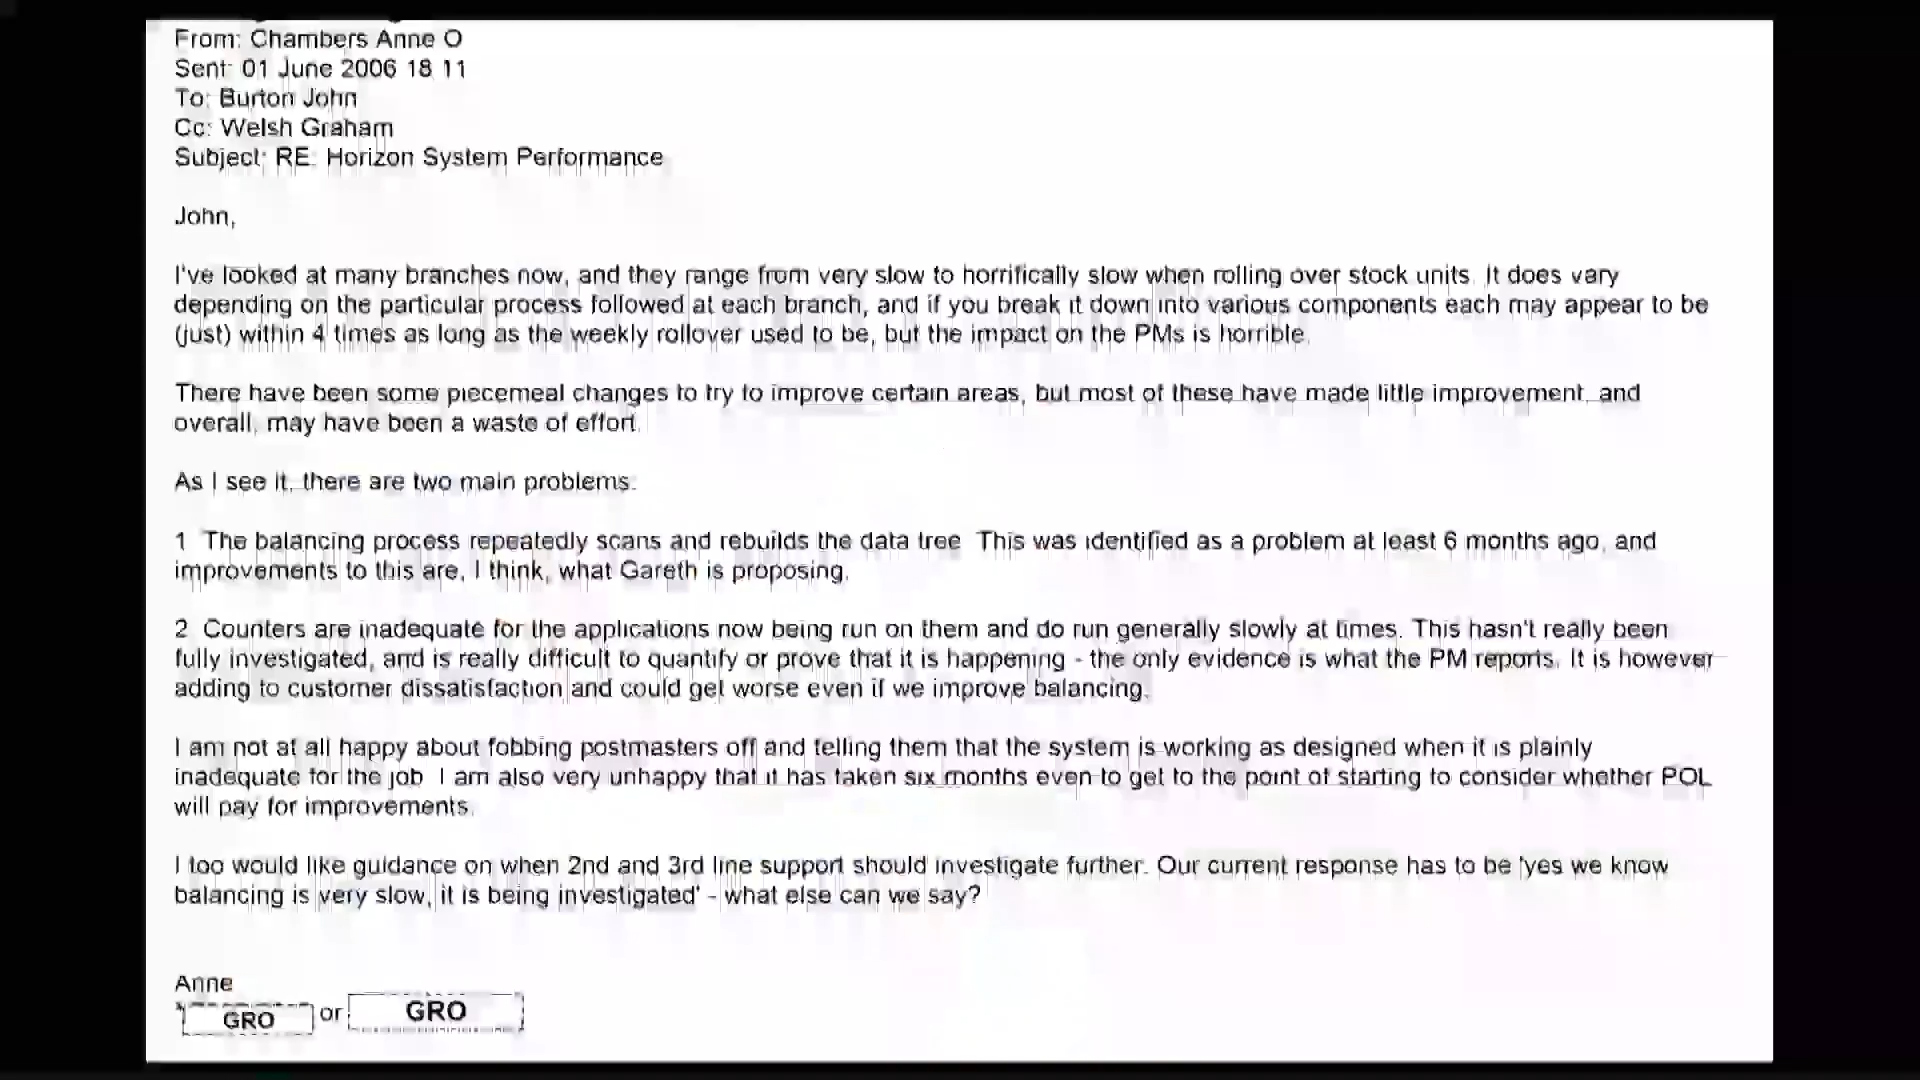 From: Chambers Anne O
Sent: 01 June 2006 18 11
To: Burton John
Cc: Welsh Graham
Subject: RE: Horizon System Performance
John,
I've looked at many branches now, and they range from very slow to horrifically slow when rolling over stock units. It does vary
depending on the particular process followed at each branch, and if you break it down into various components each may appear to be
(just) within 4 times as long as the weekly rollover used to be, but the impact on the PMs is horrible.
There have been some piecemeal changes to try to improve certain areas, but most of these have made little improvement, and
overall, may have been a waste of effort.
As I see it, there are two main problems:
1 The balancing process repeatedly scans and rebuilds the data tree This was identified as a problem at least 6 months ago, and
improvements to this are, I think, what Gareth is proposing.
2 Counters are inadequate for the applications now being run on them and do run generally slowly at times. This hasn't really been
fully investigated, and is really difficult to quantify or prove that it is happening - the only evidence is what the PM reports. It is however
adding to customer dissatisfaction and could get worse even if we improve balancing.
I am not at all happy about fobbing postmasters off and telling them that the system is working as designed when it is plainly
inadequate for the job I am also very unhappy that it has taken six months even to get to the point of starting to consider whether POL
will pay for improvements.
I too would like guidance on when 2nd and 3rd line support should investigate further. Our current response has to be 'yes we know
balancing is very slow, it is being investigated' - what else can we say?
Anne
GRO or GRO